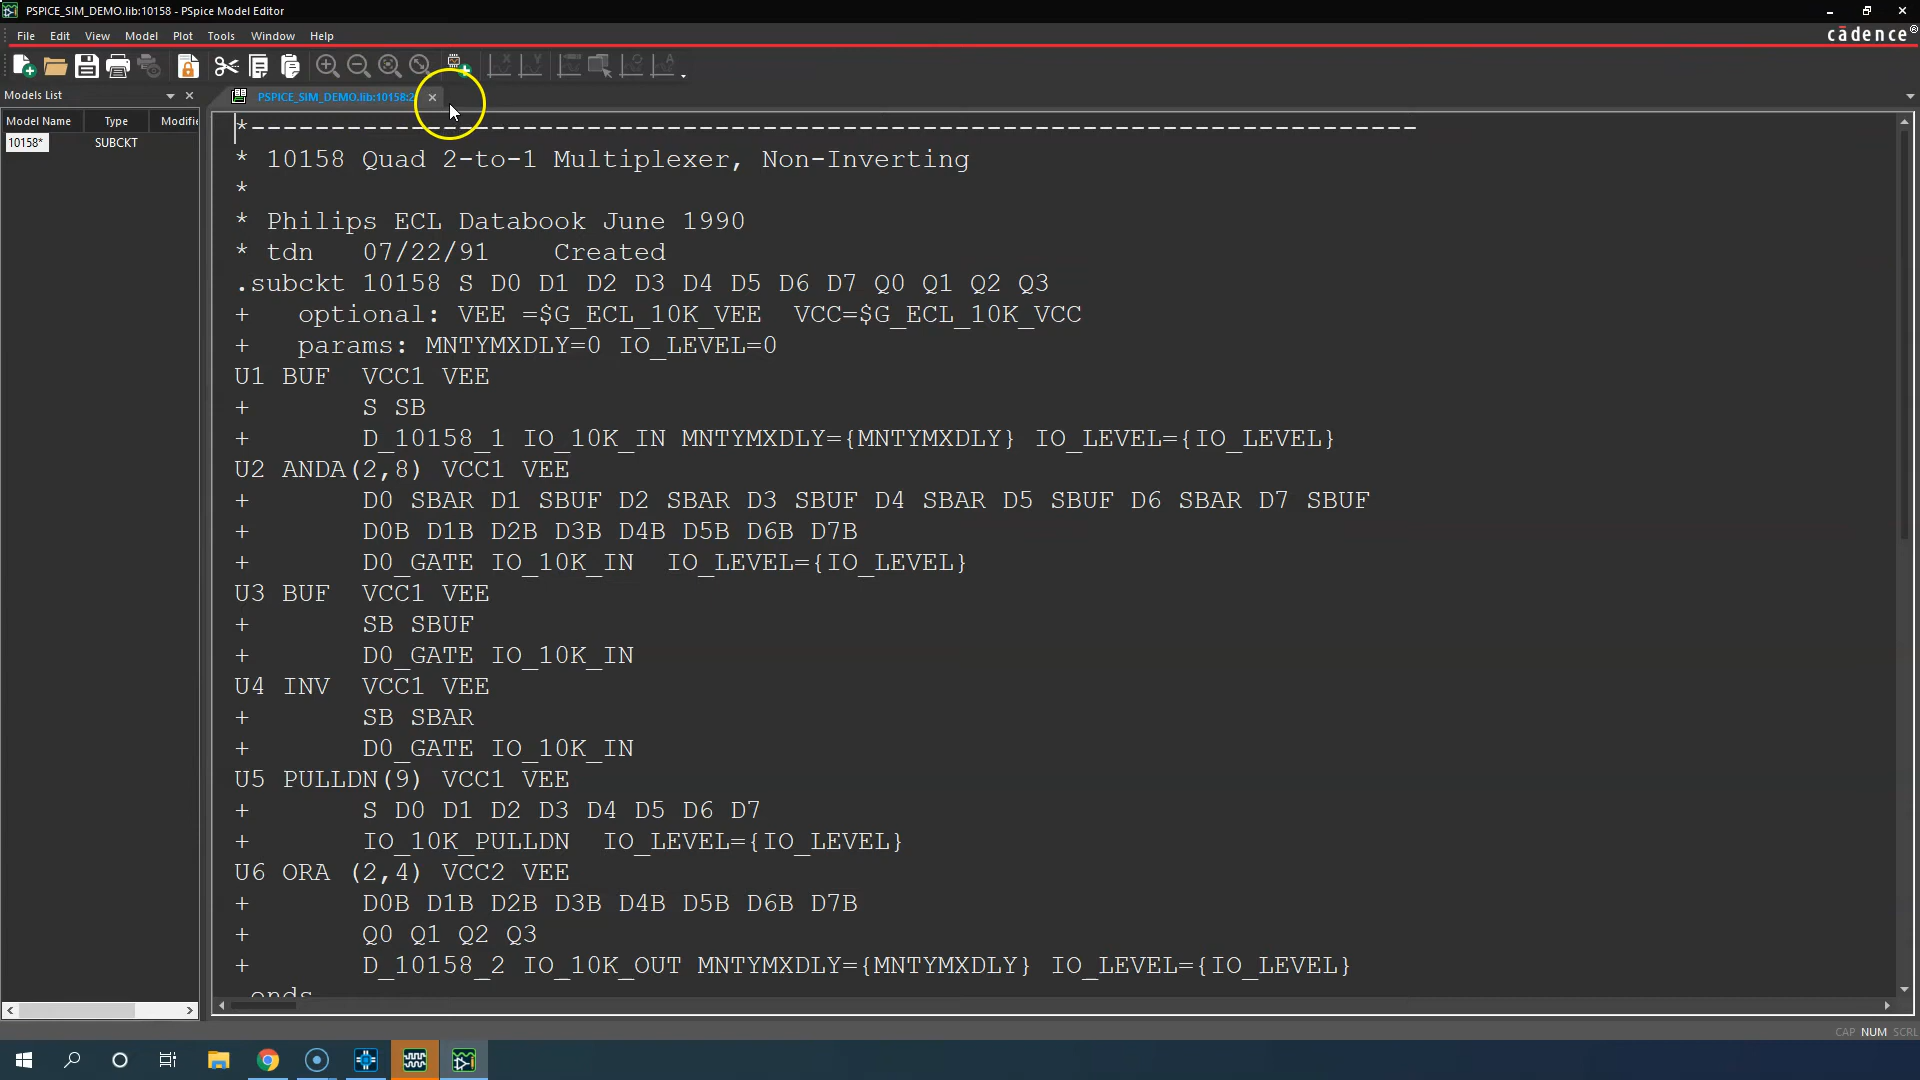 PSPICE_SIM_DEMO.lib:10158 - PSpice Model Editor
File Edit View Model Plot Tools Window Help
cadence®
Models List
PSPICE_SIM_DEMO.lib:10158:2
Model Name Type Modifie
10158* SUBCKT
*-------------------------------------------------------------------------
* 10158 Quad 2-to-1 Multiplexer, Non-Inverting
*
* Philips ECL Databook June 1990
* tdn 07/22/91 Created
.subckt 10158 S D0 D1 D2 D3 D4 D5 D6 D7 Q0 Q1 Q2 Q3
+ optional: VEE =$G_ECL_10K_VEE VCC=$G_ECL_10K_VCC
+ params: MNTYMXDLY=0 IO_LEVEL=0
U1 BUF VCC1 VEE
+ S SB
+ D_10158_1 IO_10K_IN MNTYMXDLY={MNTYMXDLY} IO_LEVEL={IO_LEVEL}
U2 ANDA(2,8) VCC1 VEE
+ D0 SBAR D1 SBUF D2 SBAR D3 SBUF D4 SBAR D5 SBUF D6 SBAR D7 SBUF
+ D0B D1B D2B D3B D4B D5B D6B D7B
+ D0_GATE IO_10K_IN IO_LEVEL={IO_LEVEL}
U3 BUF VCC1 VEE
+ SB SBUF
+ D0_GATE IO_10K_IN
U4 INV VCC1 VEE
+ SB SBAR
+ D0_GATE IO_10K_IN
U5 PULLDN(9) VCC1 VEE
+ S D0 D1 D2 D3 D4 D5 D6 D7
+ IO_10K_PULLDN IO_LEVEL={IO_LEVEL}
U6 ORA (2,4) VCC2 VEE
+ D0B D1B D2B D3B D4B D5B D6B D7B
+ Q0 Q1 Q2 Q3
+ D_10158_2 IO_10K_OUT MNTYMXDLY={MNTYMXDLY} IO_LEVEL={IO_LEVEL}
.ends
CAP NUM SCRL